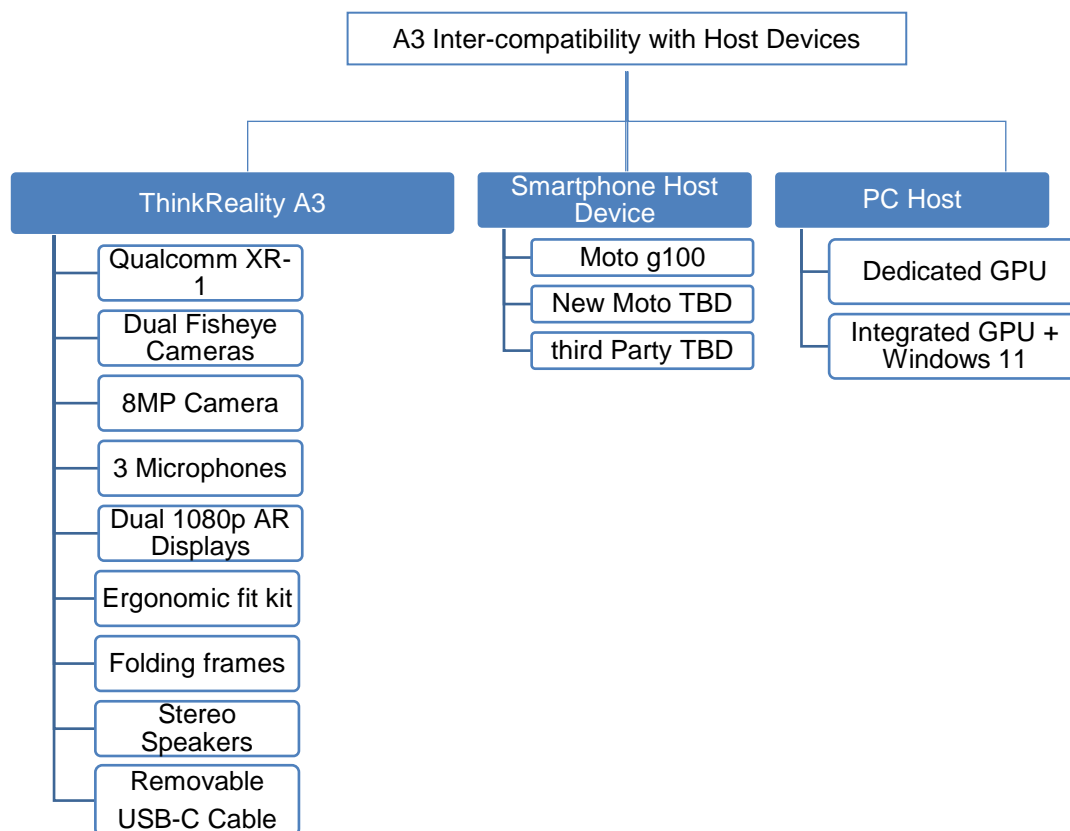 A3 Inter-compatibility with Host Devices
ThinkReality A3
Qualcomm XR-
1
Dual Fisheye
Cameras
8MP Camera
3 Microphones
Dual 1080p AR
Displays
Ergonomic fit kit
Folding frames
Stereo
Speakers
Removable
USB-C Cable
Smartphone Host
Device
Moto g100
New Moto TBD
third Party TBD
PC Host
Dedicated GPU
Integrated GPU +
Windows 11